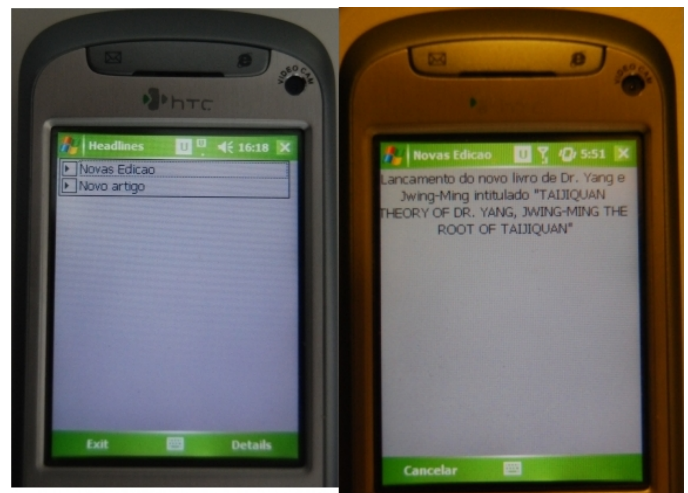 VIDEO CAM
hTC
Headlines
U
16:18
Novas Edicao
Novo artigo
Exit
Details
VIDEO CAM
Novas Edicao
U
5:51
Lancamento do novo livro de Dr. Yang e
Jwing-Ming intitulado "TAIJIQUAN
THEORY OF DR. YANG, JWING-MING THE
ROOT OF TAIJIQUAN"
Cancelar